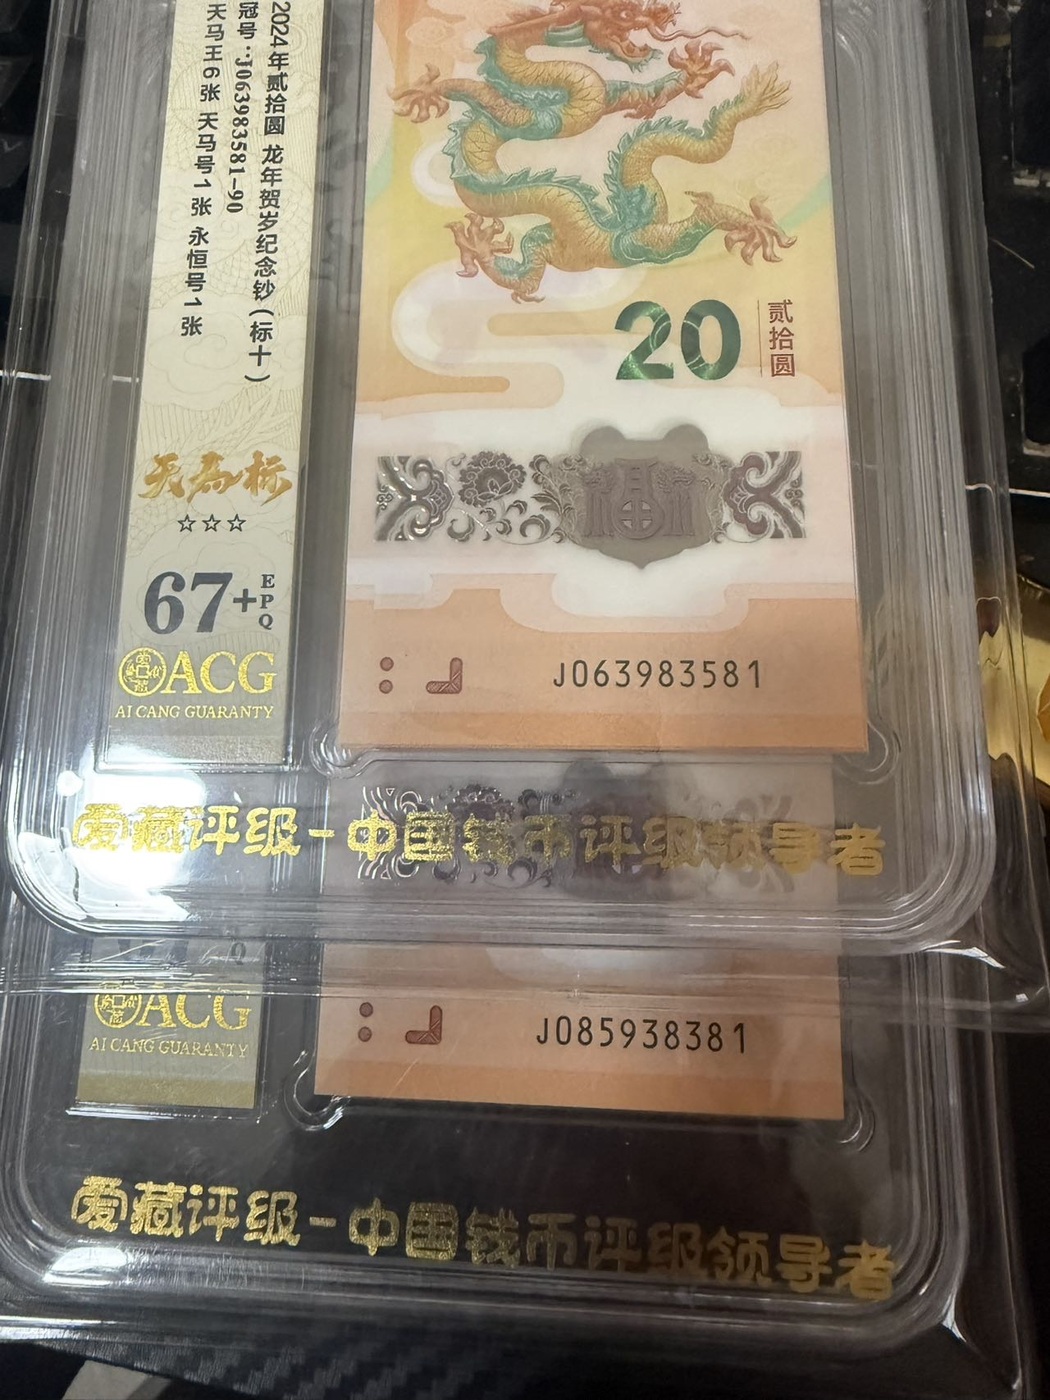 2024年贰拾圆 龙年贺岁纪念钞(标十)
冠号:J063983581-90
天马王6张 天马号1张 永恒号1张
天马标
☆☆☆
67+
EPQ
ACG
AI CANG GUARANTY
20
贰拾圆
福
J063983581
爱藏评级-中国钱币评级领导者
ACG
AI CANG GUARANTY
J085938381
爱藏评级-中国钱币评级领导者